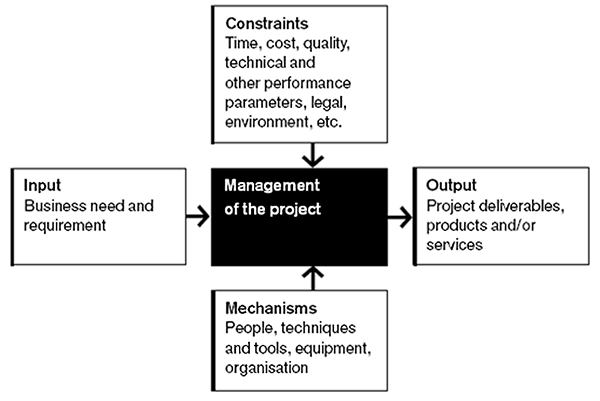 Constraints
Time, cost, quality,
technical and
other performance
parameters, legal,
environment, etc.
Input
Business need and
requirement
Management
of the project
Output
Project deliverables,
products and/or
services
Mechanisms
People, techniques
and tools, equipment,
organisation